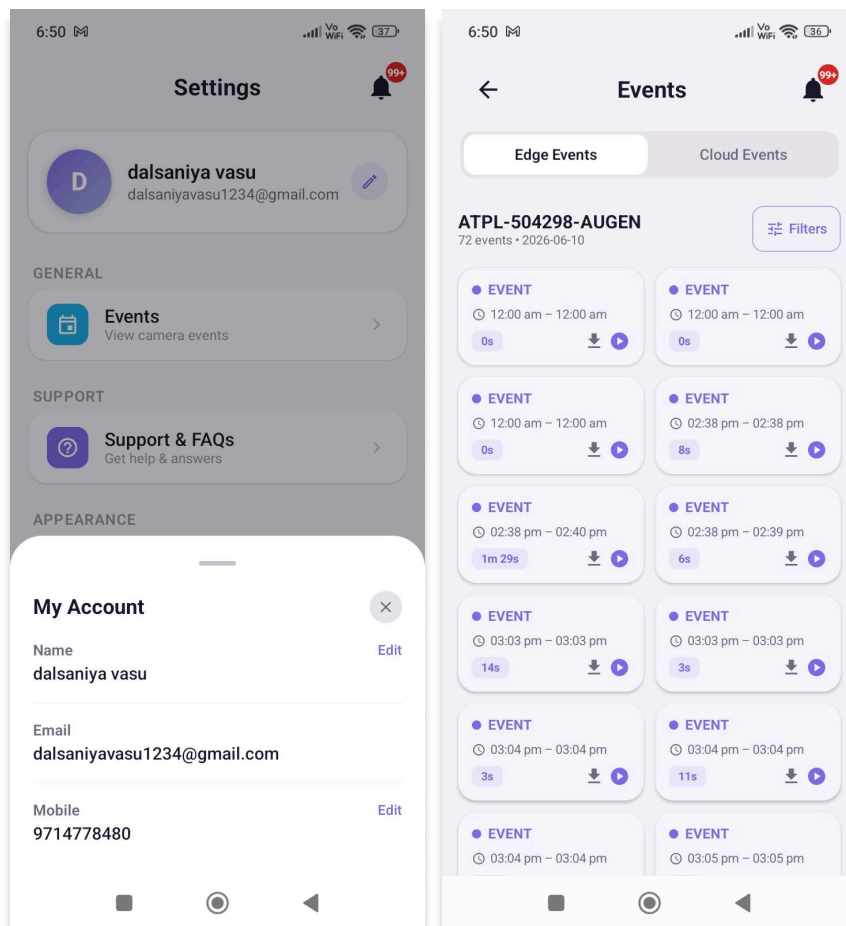 6:50
Vo
WiFi
37
Settings
99+
D
dalsaniya vasu
dalsaniyavasu1234@gmail.com
GENERAL
Events
View camera events
SUPPORT
Support & FAQs
Get help & answers
APPEARANCE
My Account
Name
Edit
dalsaniya vasu
Email
dalsaniyavasu1234@gmail.com
Mobile
Edit
9714778480
6:50
Vo
WiFi
36
Events
99+
Edge Events
Cloud Events
ATPL-504298-AUGEN
72 events • 2026-06-10
Filters
EVENT
12:00 am – 12:00 am
0s
EVENT
12:00 am – 12:00 am
0s
EVENT
12:00 am – 12:00 am
0s
EVENT
02:38 pm – 02:38 pm
8s
EVENT
02:38 pm – 02:40 pm
1m 29s
EVENT
02:38 pm – 02:39 pm
6s
EVENT
03:03 pm – 03:03 pm
14s
EVENT
03:03 pm – 03:03 pm
3s
EVENT
03:04 pm – 03:04 pm
3s
EVENT
03:04 pm – 03:04 pm
11s
EVENT
03:04 pm – 03:04 pm
EVENT
03:05 pm – 03:05 pm